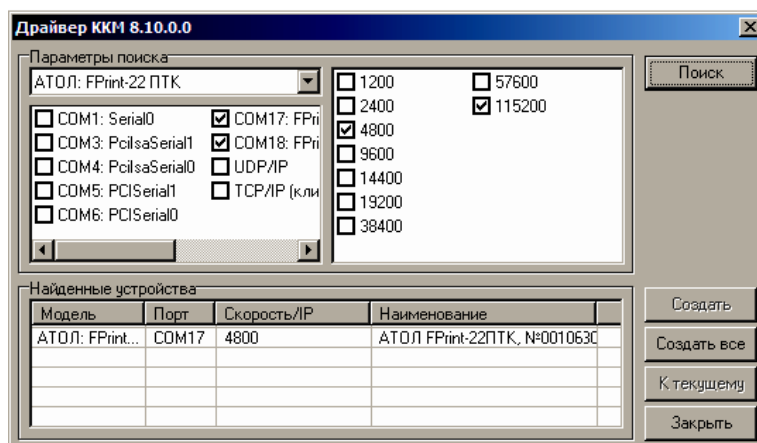 Драйвер ККМ 8.10.0.0
Параметры поиска
АТОЛ: FPrint-22 ПТК
COM1: Serial0
COM3: PciIsaSerial1
COM4: PciIsaSerial0
COM5: PCISerial1
COM6: PCISerial0
COM17: FPri
COM18: FPri
UDP/IP
TCP/IP (кли
1200
2400
4800
9600
14400
19200
38400
57600
115200
Поиск
Найденные устройства
Модель Порт Скорость/IP Наименование
АТОЛ: FPrint... COM17 4800 АТОЛ FPrint-22ПТК, №0010630
Создать
Создать все
К текущему
Закрыть